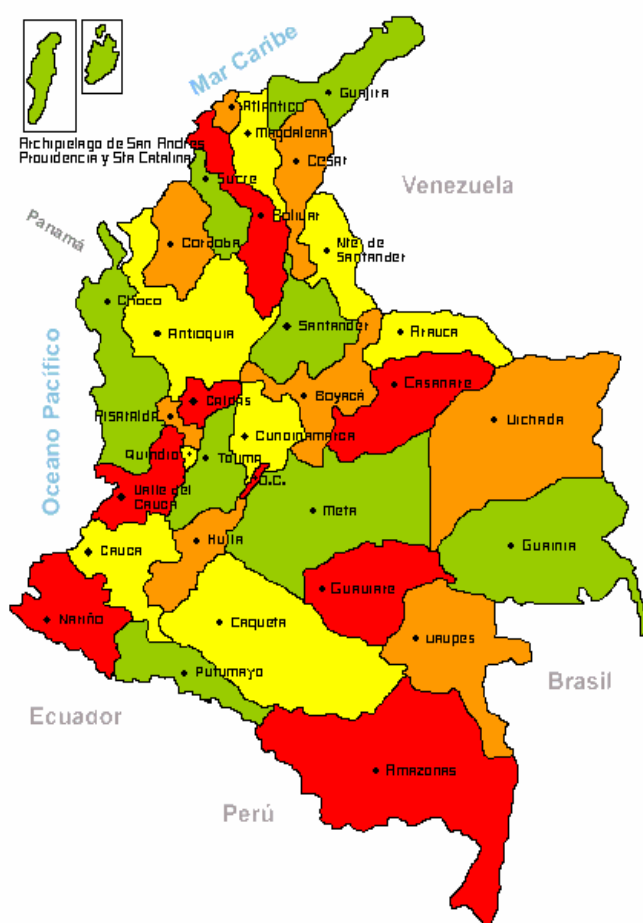 Mar Caribe
Guajira
Atlántico
Magdalena
Archipielago de San Andres
Providencia y Sta Catalina
Cesar
Sucre
Venezuela
Bolivar
Panamá
Cordoba
Nte de
Santander
Choco
Antioquia
Santander
Arauca
Oceano Pacífico
Casanare
Caldas
Boyacá
Risaralda
Vichada
Cundinamarca
Quindio
Tolima
D.C.
Valle del
Cauca
Meta
Huila
Guainia
Cauca
Guaviare
Nariño
Caqueta
Vaupes
Putumayo
Brasil
Ecuador
Amazonas
Perú